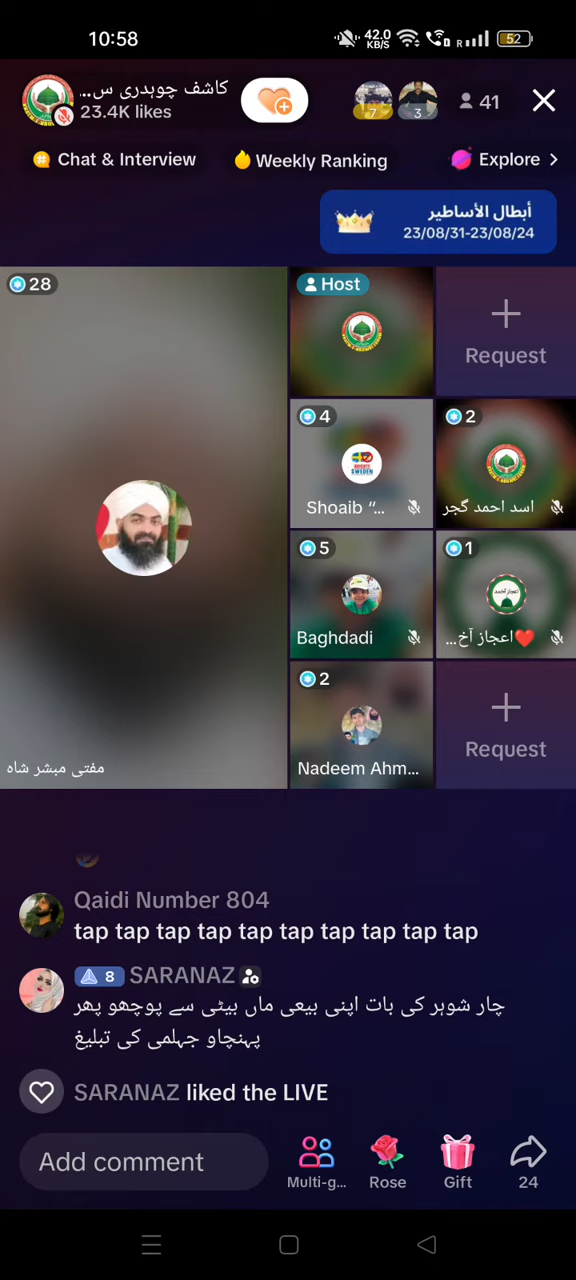 10:58
42.0
KB/S
R
52
کاشف چوہدری س...
23.4K likes
7
3
41
Chat & Interview
Weekly Ranking
Explore
أبطال الأساطير
23/08/31-23/08/24
28
Host
Request
4
Shoaib “...
2
اسد احمد گجر
5
Baghdadi
1
❤️اعجاز آخ...
2
Nadeem Ahm...
Request
مفتی مبشر شاہ
Qaidi Number 804
tap tap tap tap tap tap tap tap tap tap
8 SARANAZ
چار شوہر کی بات اپنی بیعی ماں بیٹی سے پوچھو پھر
پہنچاو جہلمی کی تبلیغ
SARANAZ liked the LIVE
Add comment
Multi-g...
Rose
Gift
24